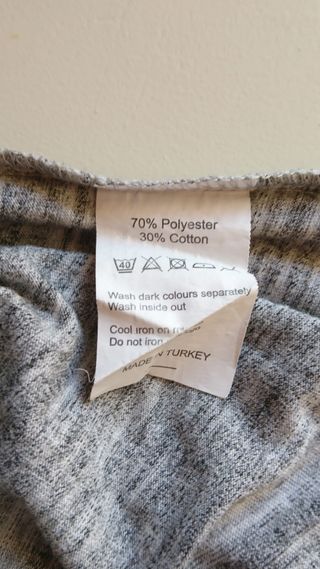 70% Polyester
30% Cotton
40
Wash dark colours separately
Wash inside out
Cool iron on
Do not iron
MADE IN TURKEY